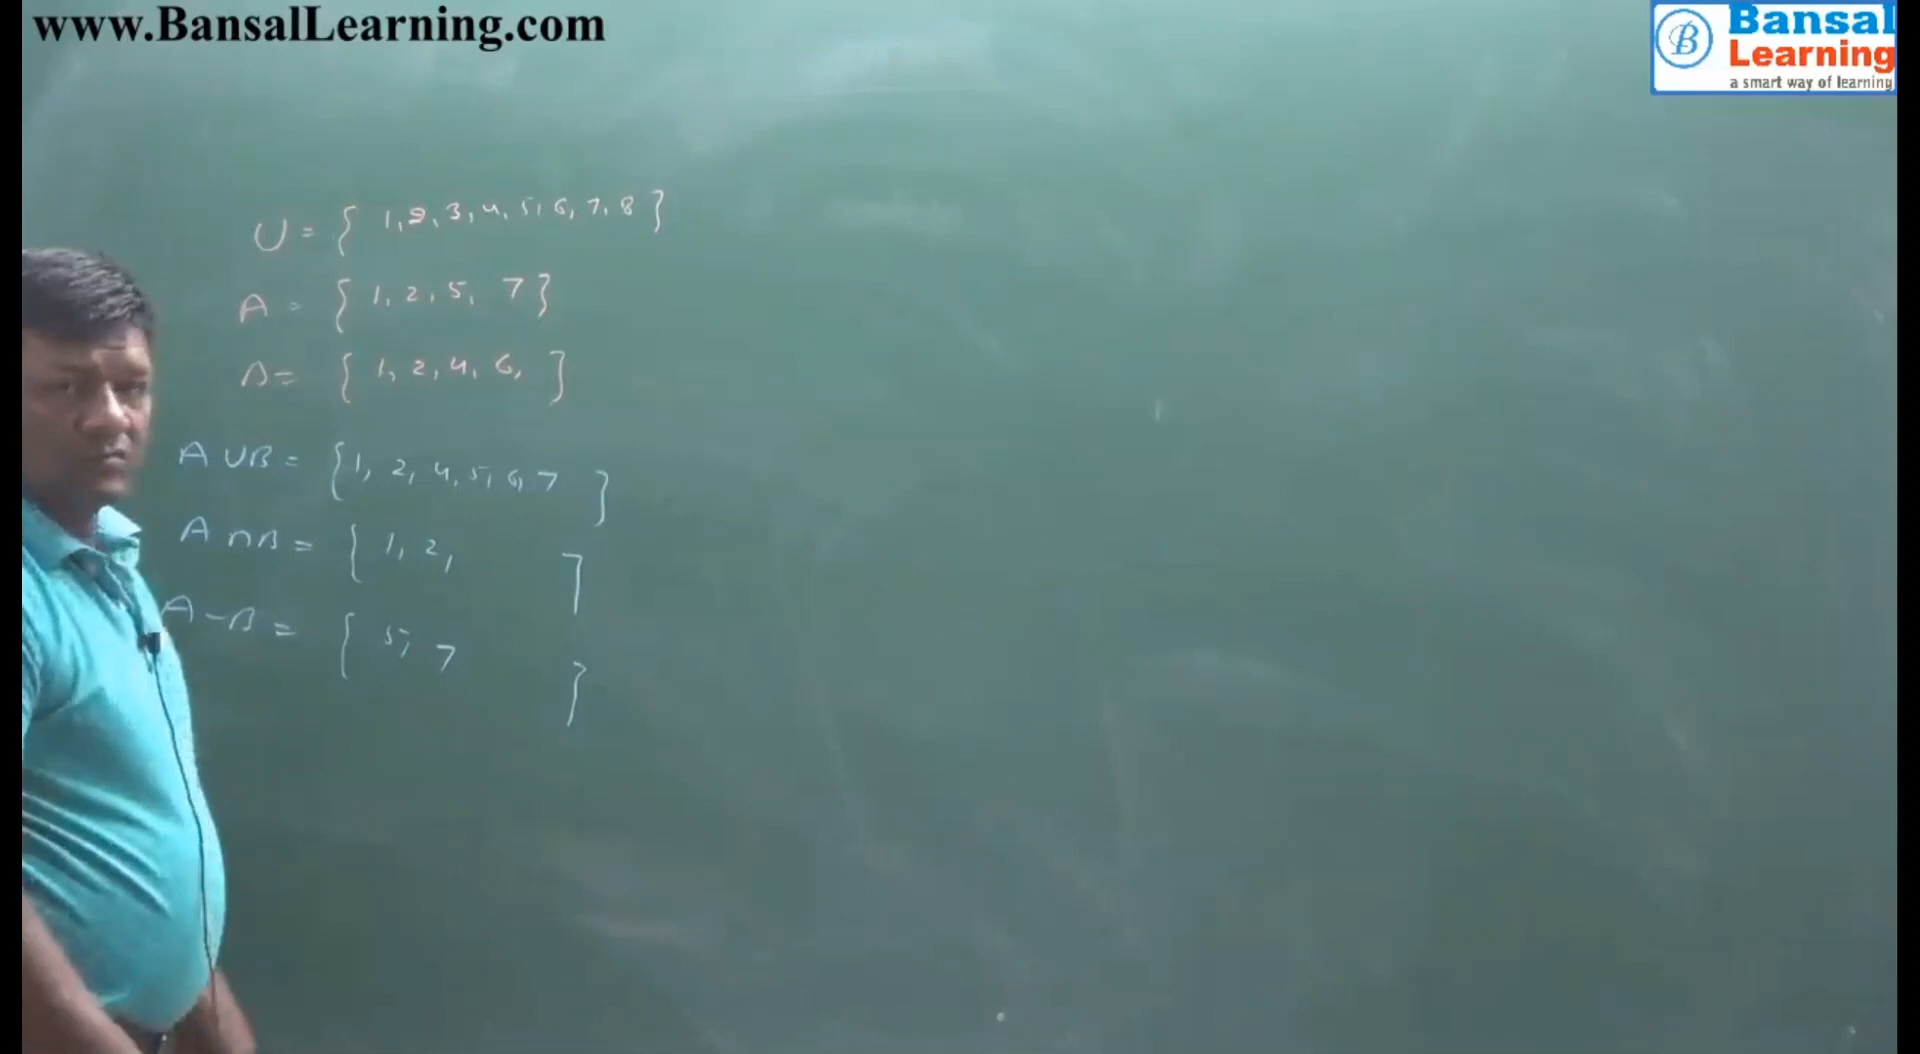 www.BansalLearning.com
Bansal
Learning
a smart way of learning
B
U = { 1, 2, 3, 4, 5, 6, 7, 8 }
A = { 1, 2, 5, 7 }
B = { 1, 2, 4, 6, }
A ∪ B = { 1, 2, 4, 5, 6, 7 }
A ∩ B = { 1, 2, }
A - B = { 5, 7 }